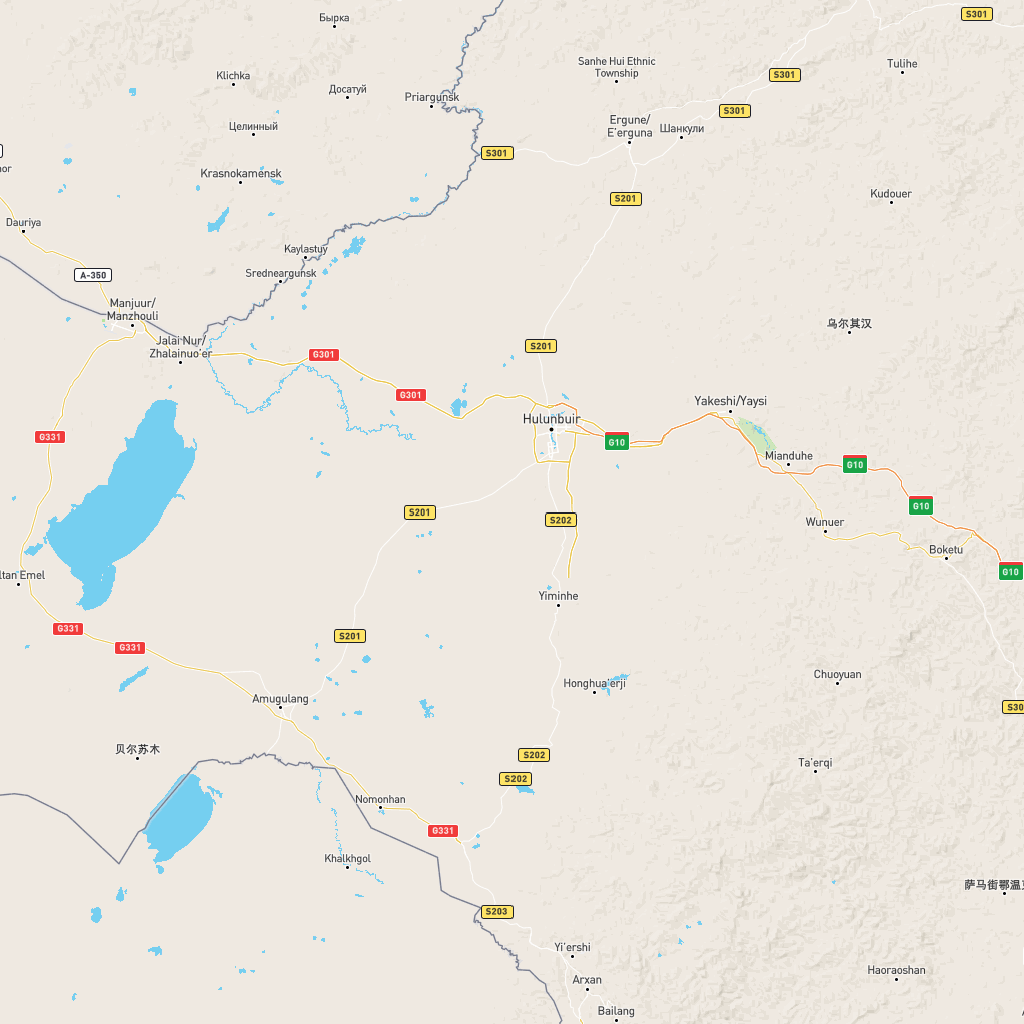 Бырка
S301
Sanhe Hui Ethnic
Township
Tulihe
Klichka
S301
Досатуй
Priargunsk
S301
Ergune/
E'erguna
Шанкули
Целинный
S301
Krasnokamensk
Kudouer
S201
Dauriya
Kaylastuy
Sredneargunsk
A-350
Manjuur/
Manzhouli
乌尔其汉
Jalai Nur/
Zhalainuo'er
S201
G301
G301
Yakeshi/Yaysi
Hulunbuir
G331
G10
Mianduhe
G10
G10
S201
S202
Wunuer
Boketu
G10
ltan Emel
Yiminhe
G331
S201
G331
Chuoyuan
Honghua'erji
Amugulang
S30
贝尔苏木
S202
Ta'erqi
S202
Nomonhan
G331
Khalkhgol
萨马街鄂温克
S203
Yi'ershi
Haoraoshan
Arxan
Bailang